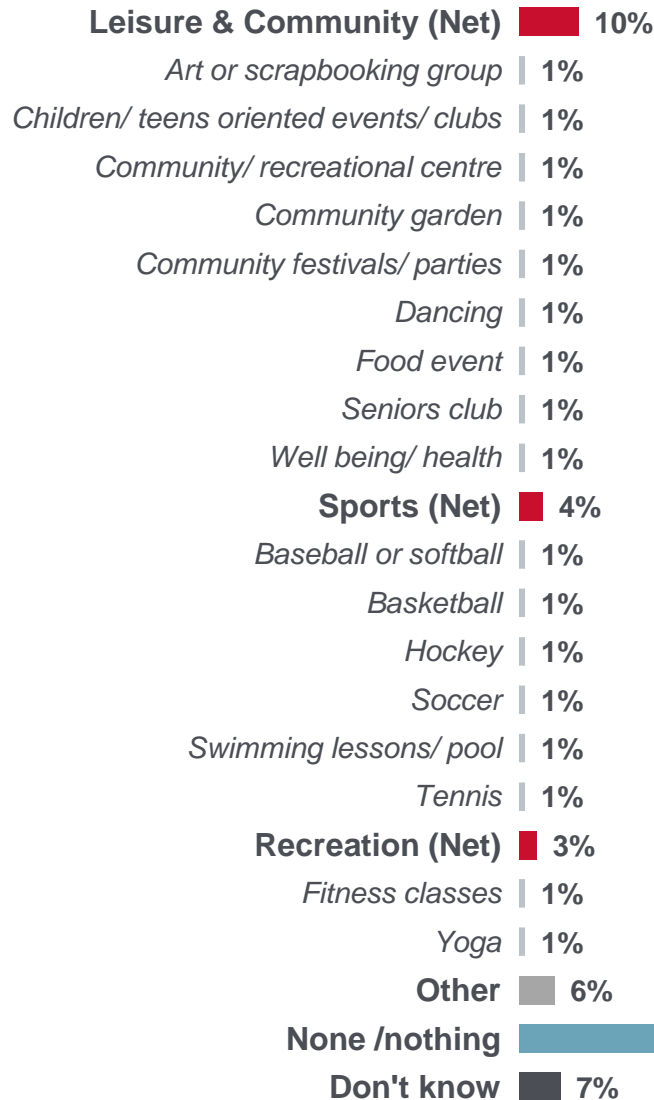 Leisure & Community (Net) 10%
Art or scrapbooking group 1%
Children/ teens oriented events/ clubs 1%
Community/ recreational centre 1%
Community garden 1%
Community festivals/ parties 1%
Dancing 1%
Food event 1%
Seniors club 1%
Well being/ health 1%
Sports (Net) 4%
Baseball or softball 1%
Basketball 1%
Hockey 1%
Soccer 1%
Swimming lessons/ pool 1%
Tennis 1%
Recreation (Net) 3%
Fitness classes 1%
Yoga 1%
Other 6%
None /nothing
Don't know 7%